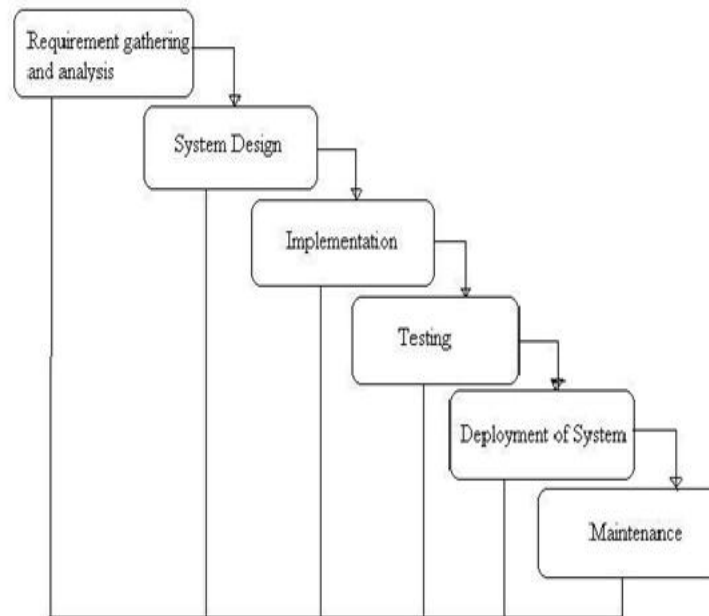 Requirement gathering
and analysis
System Design
Implementation
Testing
Deployment of System
Maintenance